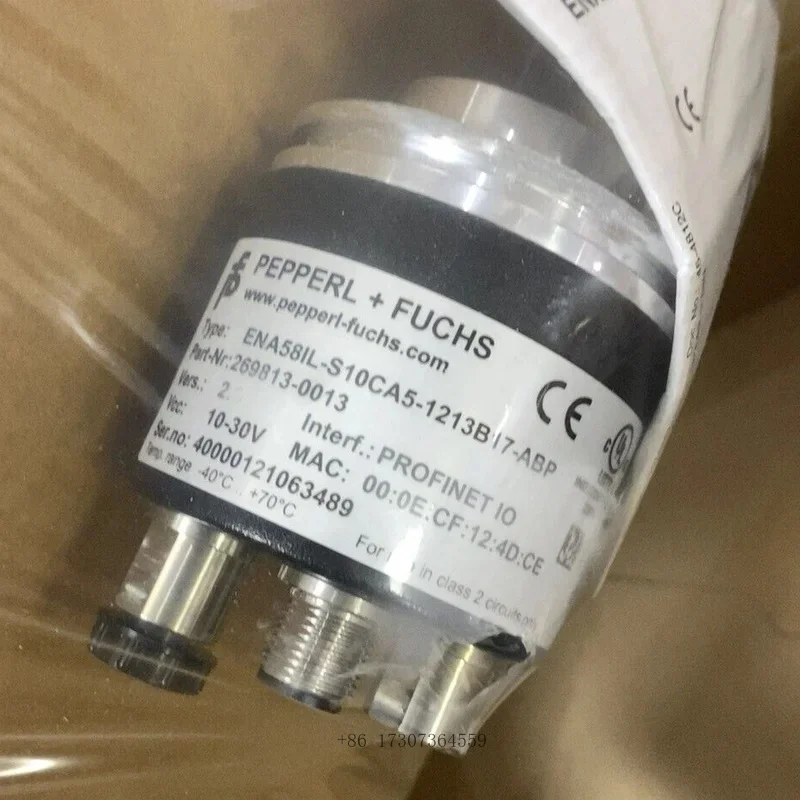 PEPPERL + FUCHS
www.pepperl-fuchs.com
Type: ENA58IL-S10CA5-1213B17-ABP
Part-Nr:269813-0013
Vers.: 2.
Vcc: 10-30V Interf.: PROFINET IO
Ser.no: 40000121063489 MAC: 00:0E:CF:12:4D:CE
Temp. range -40°C .. +70°C
For use in class 2 circuits only
CE
UL
CE
+86 17307364559